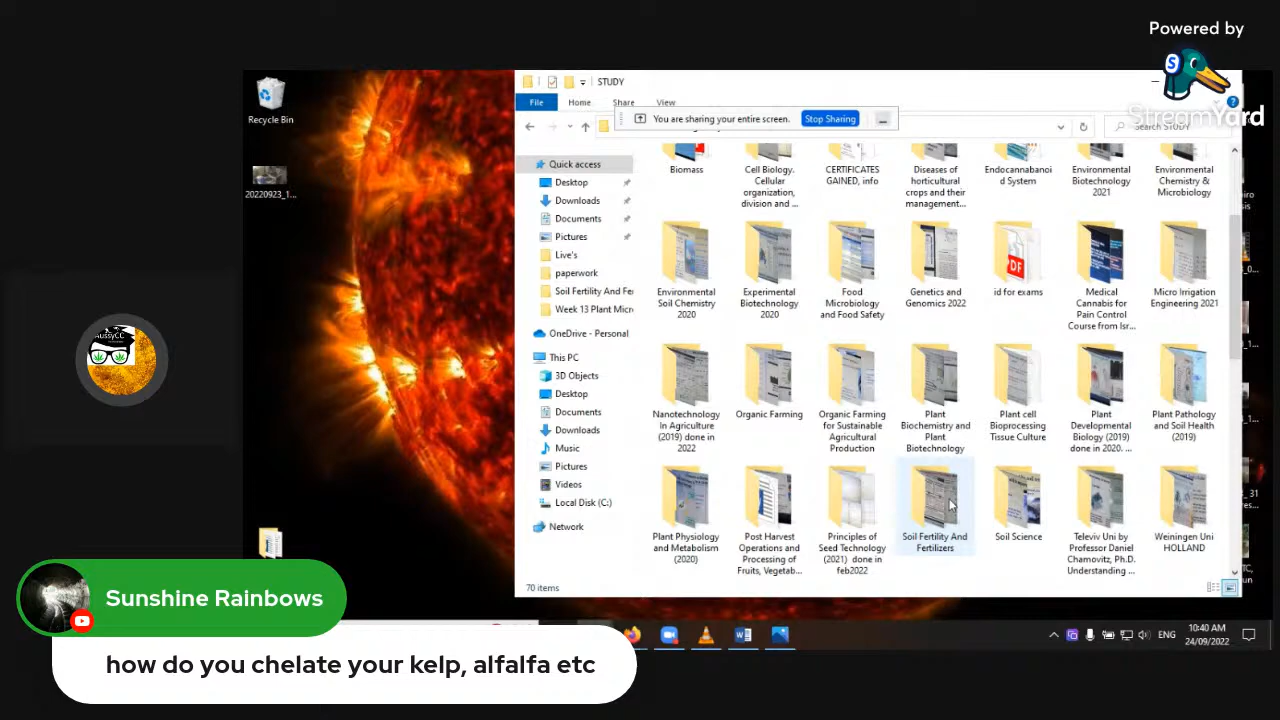 Powered by
StreamYard
STUDY
File
Home
Share
View
You are sharing your entire screen.
Stop Sharing
Search STUDY
Recycle Bin
20220923_1...
Quick access
Desktop
Downloads
Documents
Pictures
Live's
paperwork
Soil Fertility And Fe
Week 13 Plant Micr
OneDrive - Personal
This PC
3D Objects
Desktop
Documents
Downloads
Music
Pictures
Videos
Local Disk (C:)
Network
70 items
Biomass
Cell Biology.
Cellular
organization,
division and ...
CERTIFICATES
GAINED, info
Diseases of
horticultural
crops and their
management...
Endocannabanoi
d System
Environmental
Biotechnology
2021
Environmental
Chemistry &
Microbiology
Environmental
Soil Chemistry
2020
Experimental
Biotechnology
2020
Food
Microbiology
and Food Safety
Genetics and
Genomics 2022
PDF
id for exams
Medical
Cannabis for
Pain Control
Course from Isr...
Micro Irrigation
Engineering 2021
Nanotechnology
In Agriculture
(2019) done in
2022
Organic Farming
Organic Farming
for Sustainable
Agricultural
Production
Plant
Biochemistry and
Plant
Biotechnology
Plant cell
Bioprocessing
Tissue Culture
Plant
Developmental
Biology (2019)
done in 2020. ...
Plant Pathology
and Soil Health
(2019)
Plant Physiology
and Metabolism
(2020)
Post Harvest
Operations and
Processing of
Fruits, Vegetab...
Principles of
Seed Technology
(2021) done in
feb2022
Soil Fertility And
Fertilizers
Soil Science
Televiv Uni by
Professor Daniel
Chamovitz, Ph.D.
Understanding ...
Weiningen Uni
HOLLAND
AussyCC
Sunshine Rainbows
how do you chelate your kelp, alfalfa etc
ENG
10:40 AM
24/09/2022